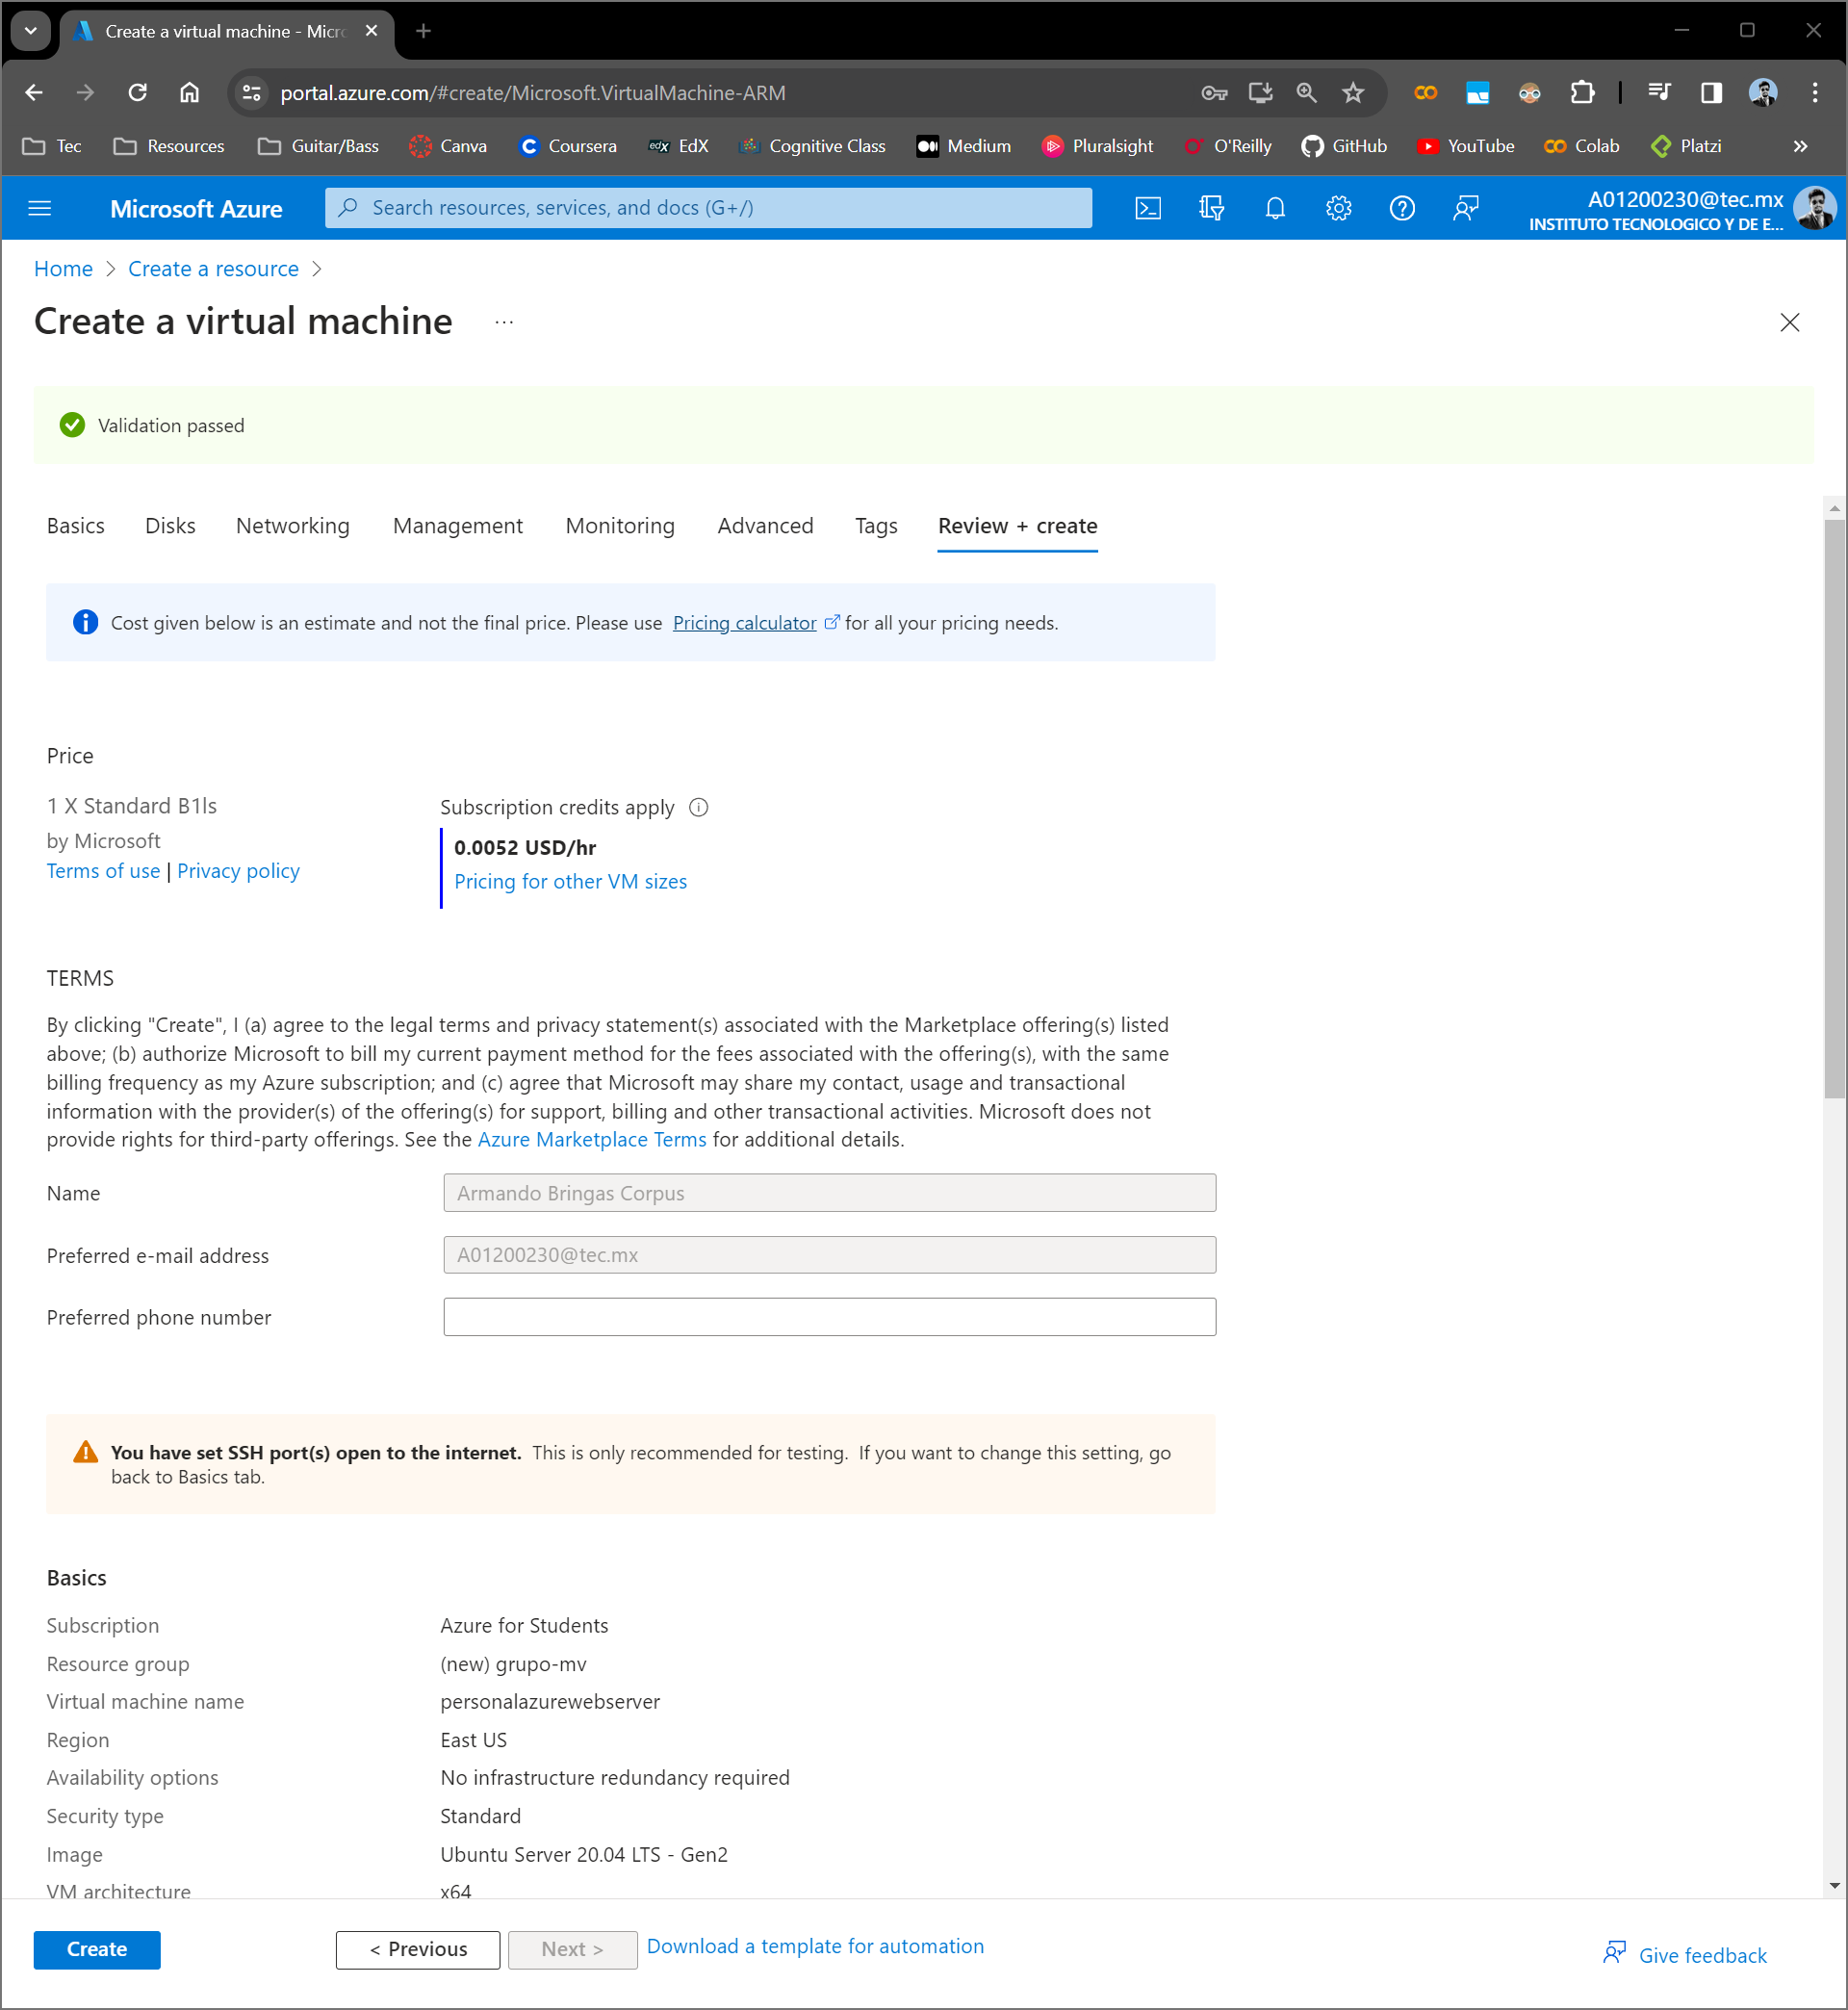 Create a virtual machine - Micr
portal.azure.com/#create/Microsoft.VirtualMachine-ARM
Tec Resources Guitar/Bass Canva Coursera edX EdX Cognitive Class Medium Pluralsight O'Reilly GitHub YouTube Colab Platzi
Microsoft Azure
Search resources, services, and docs (G+/)
A01200230@tec.mx
INSTITUTO TECNOLOGICO Y DE E...
Home > Create a resource >
Create a virtual machine ...
Validation passed
Basics Disks Networking Management Monitoring Advanced Tags Review + create
Cost given below is an estimate and not the final price. Please use Pricing calculator for all your pricing needs.
Price
1 X Standard B1ls
by Microsoft
Terms of use | Privacy policy
Subscription credits apply
0.0052 USD/hr
Pricing for other VM sizes
TERMS
By clicking "Create", I (a) agree to the legal terms and privacy statement(s) associated with the Marketplace offering(s) listed
above; (b) authorize Microsoft to bill my current payment method for the fees associated with the offering(s), with the same
billing frequency as my Azure subscription; and (c) agree that Microsoft may share my contact, usage and transactional
information with the provider(s) of the offering(s) for support, billing and other transactional activities. Microsoft does not
provide rights for third-party offerings. See the Azure Marketplace Terms for additional details.
Name Armando Bringas Corpus
Preferred e-mail address A01200230@tec.mx
Preferred phone number
You have set SSH port(s) open to the internet. This is only recommended for testing. If you want to change this setting, go
back to Basics tab.
Basics
Subscription Azure for Students
Resource group (new) grupo-mv
Virtual machine name personalazurewebserver
Region East US
Availability options No infrastructure redundancy required
Security type Standard
Image Ubuntu Server 20.04 LTS - Gen2
VM architecture x64
Create < Previous Next > Download a template for automation Give feedback